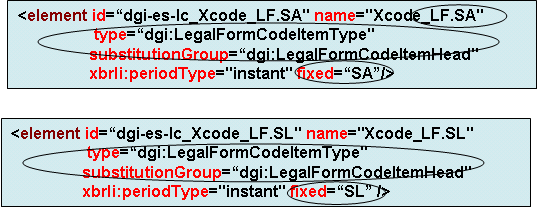 <element id=“dgi-es-lc_Xcode_LF.SA" name="Xcode_LF.SA"
type=“dgi:LegalFormCodeItemType"
substitutionGroup=“dgi:LegalFormCodeItemHead"
xbrli:periodType="instant" fixed=“SA”/>
<element id=“dgi-es-lc_Xcode_LF.SL" name="Xcode_LF.SL"
type=“dgi:LegalFormCodeItemType"
substitutionGroup=“dgi:LegalFormCodeItemHead"
xbrli:periodType="instant" fixed=“SL” />